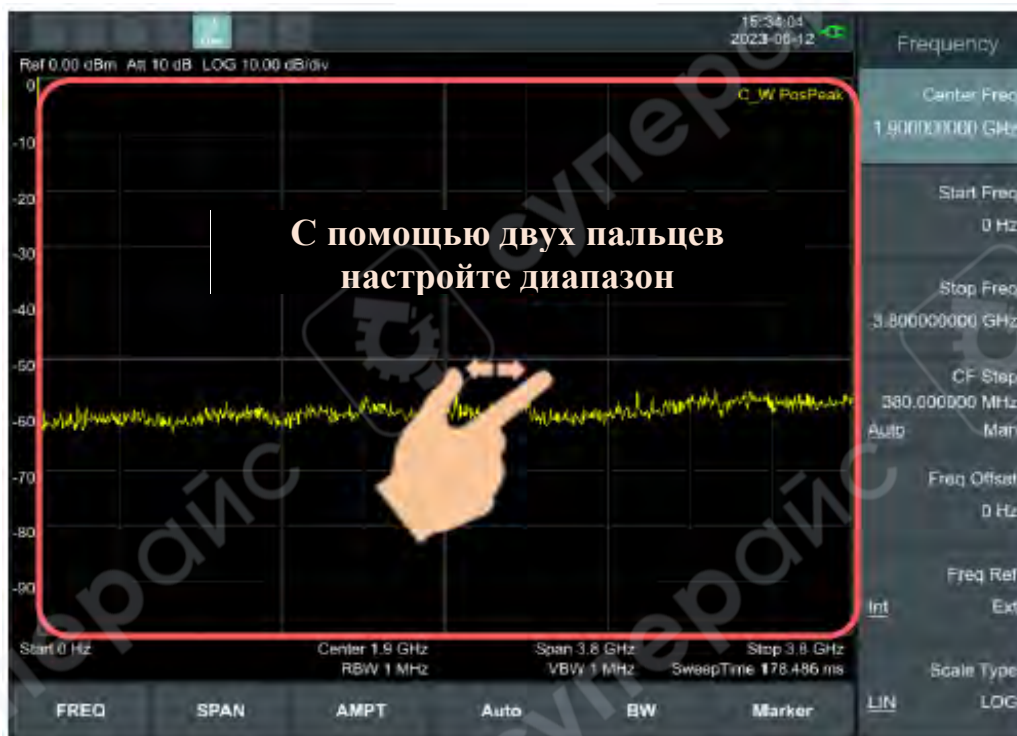 15:34:04
2023-06-12
Ref 0.00 dBm Att 10 dB LOG 10.00 dB/div
C_W PosPeak
0
-10
-20
-30
-40
-50
-60
-70
-80
-90
С помощью двух пальцев
настройте диапазон
Start 0 Hz Center 1.9 GHz Span 3.8 GHz Stop 3.8 GHz
RBW 1 MHz VBW 1 MHz SweepTime 178.486 ms
FREQ SPAN AMPT Auto BW Marker
Frequency
Center Freq
1.900000000 GHz
Start Freq
0 Hz
Stop Freq
3.800000000 GHz
CF Step
380.000000 MHz
Auto Man
Freq Offset
0 Hz
Freq Ref
Int Ext
Scale Type
LIN LOG
суперайс